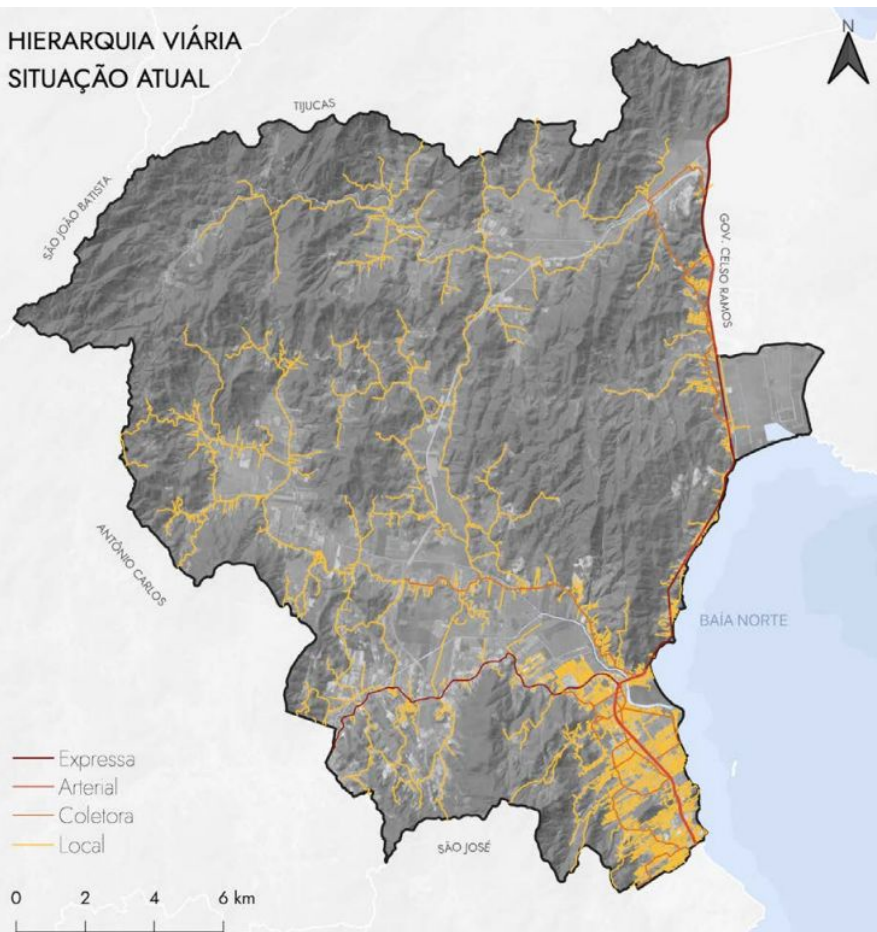 HIERARQUIA VIÁRIA
SITUAÇÃO ATUAL
N
TIJUCAS
SÃO JOÃO BATISTA
GOV. CELSO RAMOS
ANTÔNIO CARLOS
BAÍA NORTE
SÃO JOSÉ
Expressa
Arterial
Coletora
Local
0 2 4 6 km